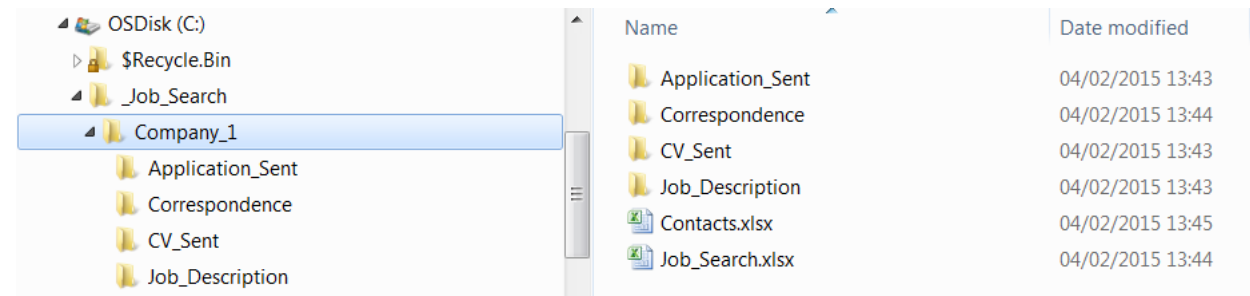 OSDisk (C:)
$Recycle.Bin
_Job_Search
Company_1
Application_Sent
Correspondence
CV_Sent
Job_Description
Name Date modified
Application_Sent 04/02/2015 13:43
Correspondence 04/02/2015 13:44
CV_Sent 04/02/2015 13:43
Job_Description 04/02/2015 13:43
Contacts.xlsx 04/02/2015 13:45
Job_Search.xlsx 04/02/2015 13:44